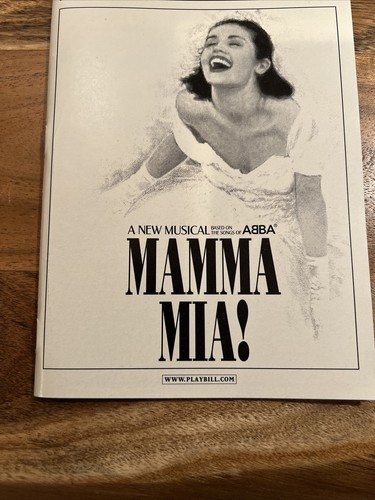 A NEW MUSICAL BASED ON THE SONGS OF ABBA®
MAMMA
MIA!
WWW.PLAYBILL.COM